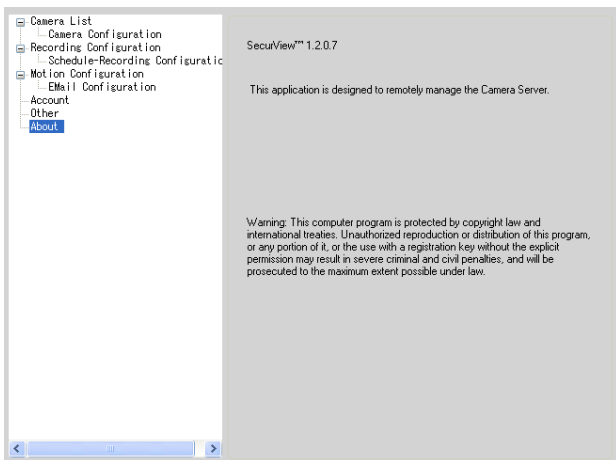 Camera List
Camera Configuration
Recording Configuration
Schedule-Recording Configuratic
Motion Configuration
EMail Configuration
Account
Other
About
SecurView™ 1.2.0.7
This application is designed to remotely manage the Camera Server.
Warning: This computer program is protected by copyright law and
international treaties. Unauthorized reproduction or distribution of this program,
or any portion of it, or the use with a registration key without the explicit
permission may result in severe criminal and civil penalties, and will be
prosecuted to the maximum extent possible under law.